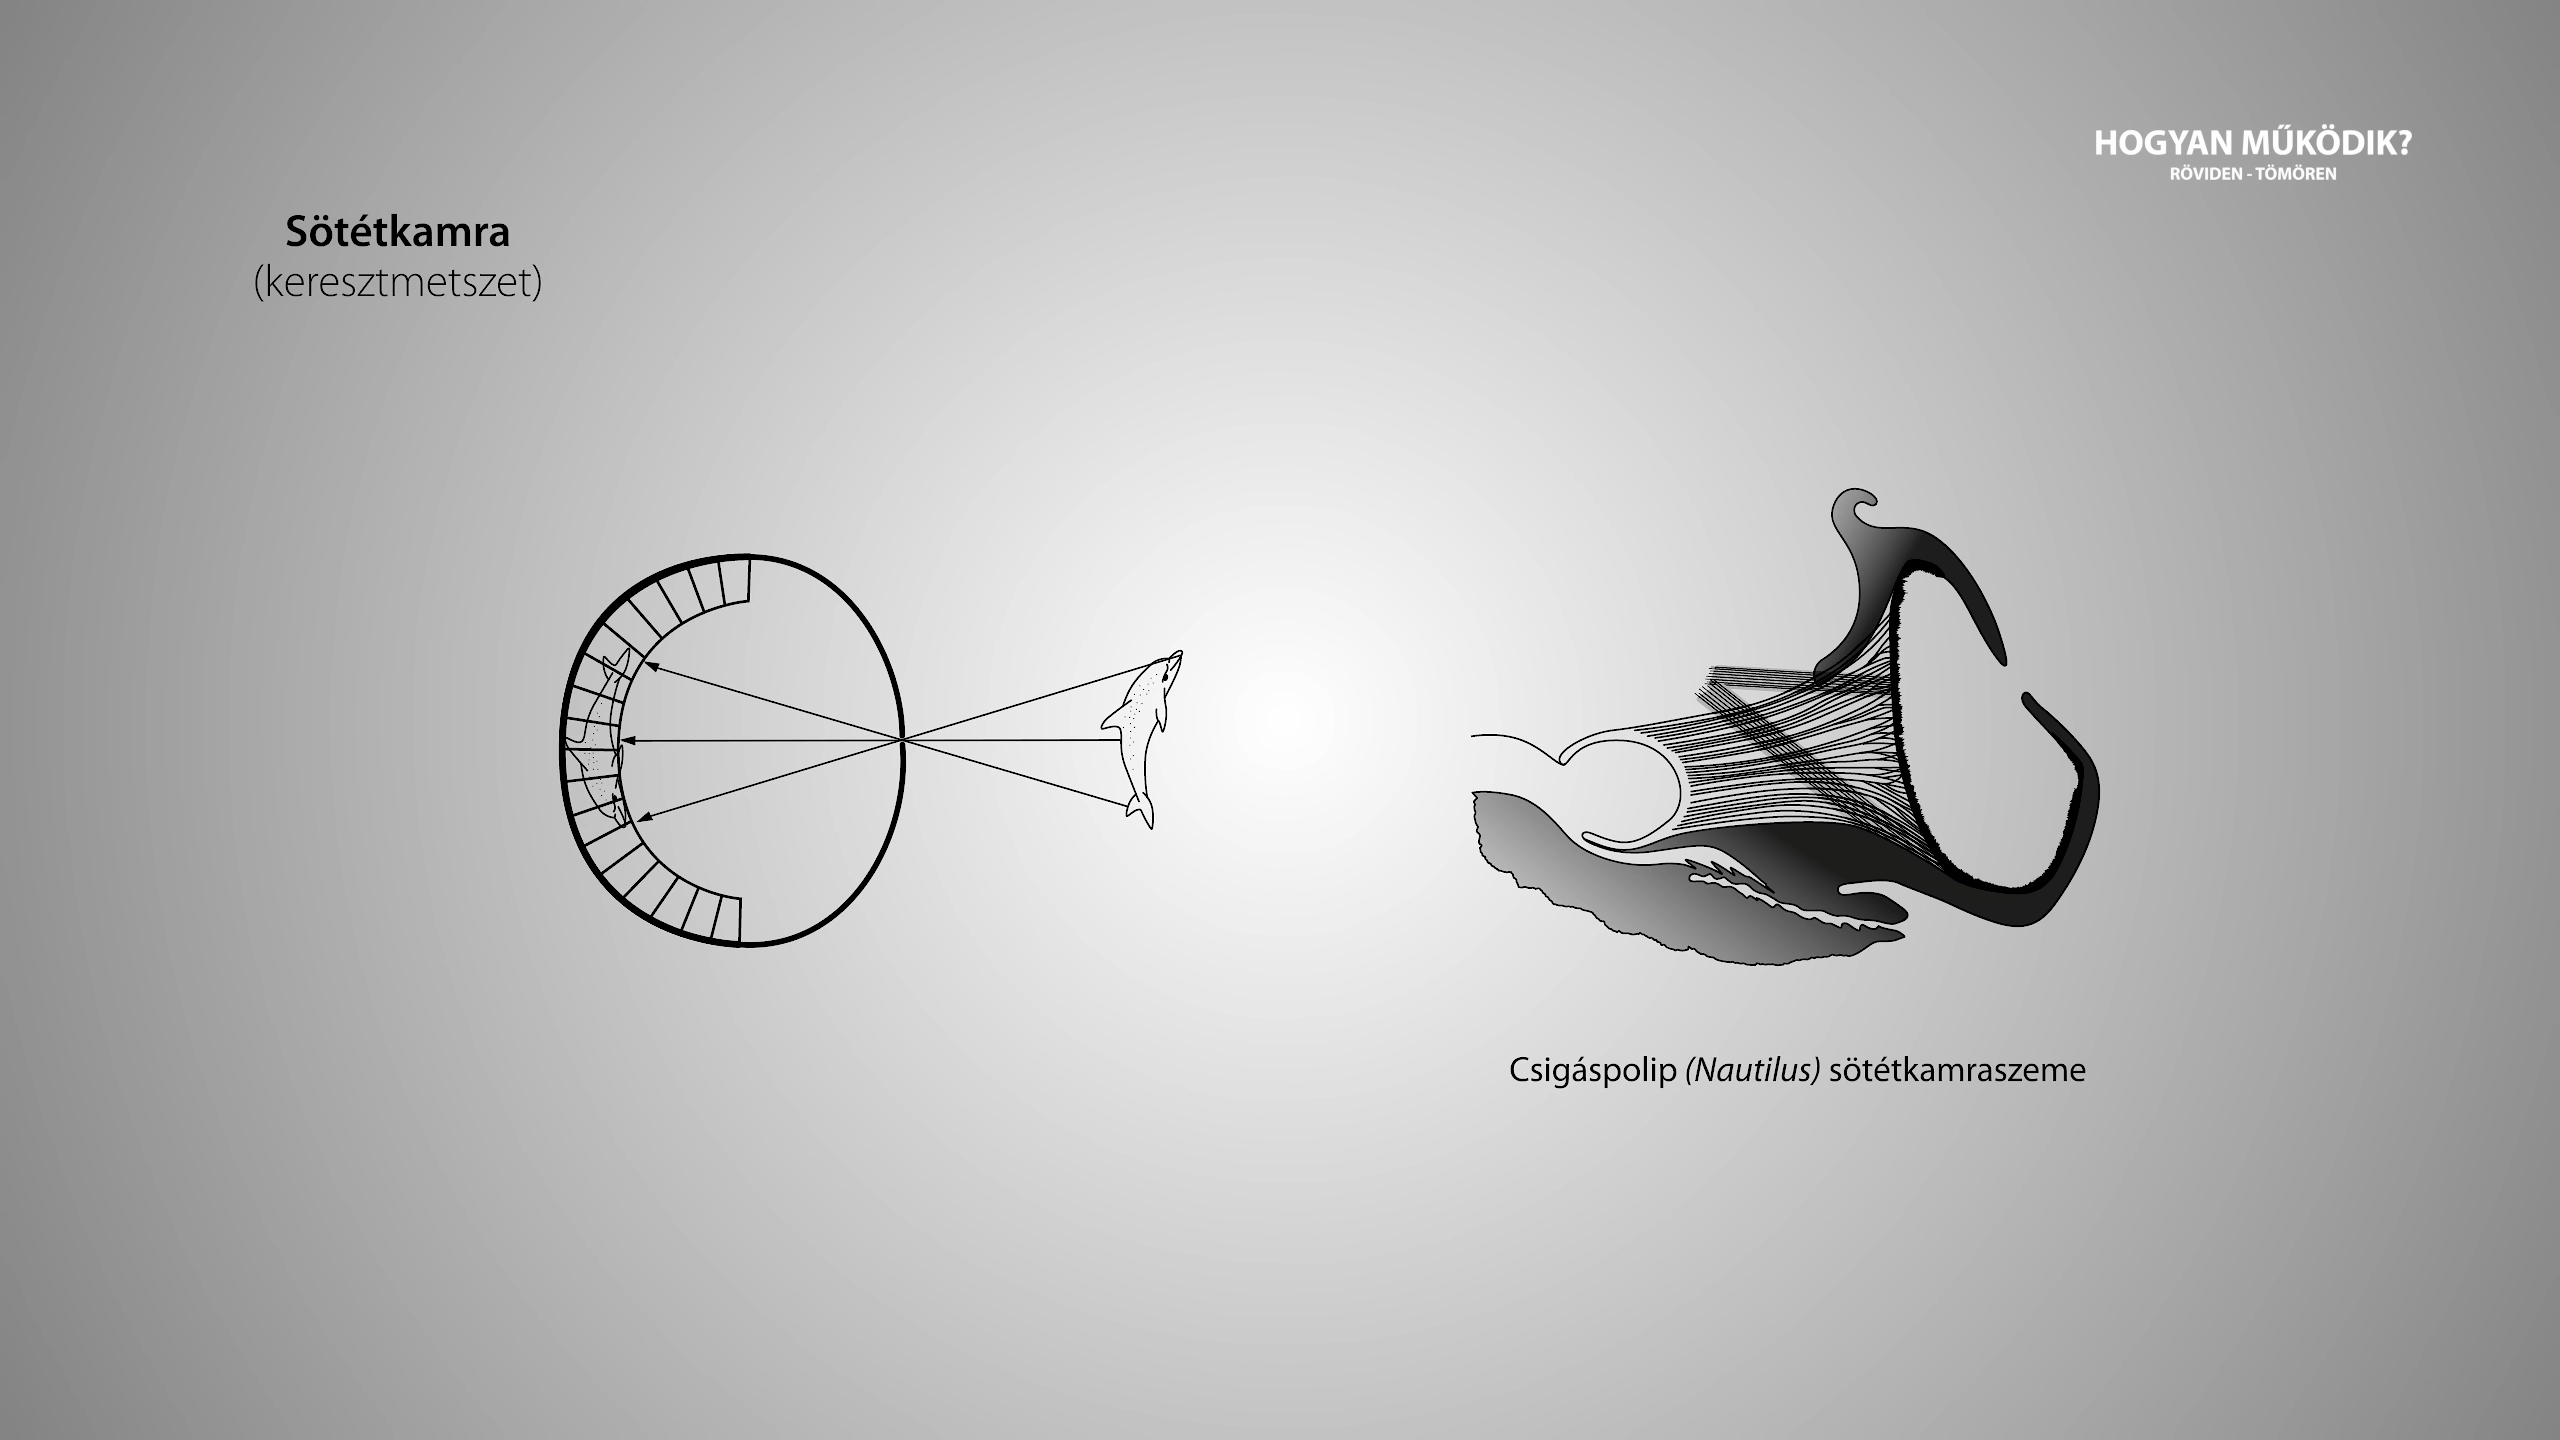 HOGYAN MŰKÖDIK?
RÖVIDEN - TÖMÖREN
Sötétkamra
(keresztmetszet)
Csigáspolip (Nautilus) sötétkamraszeme